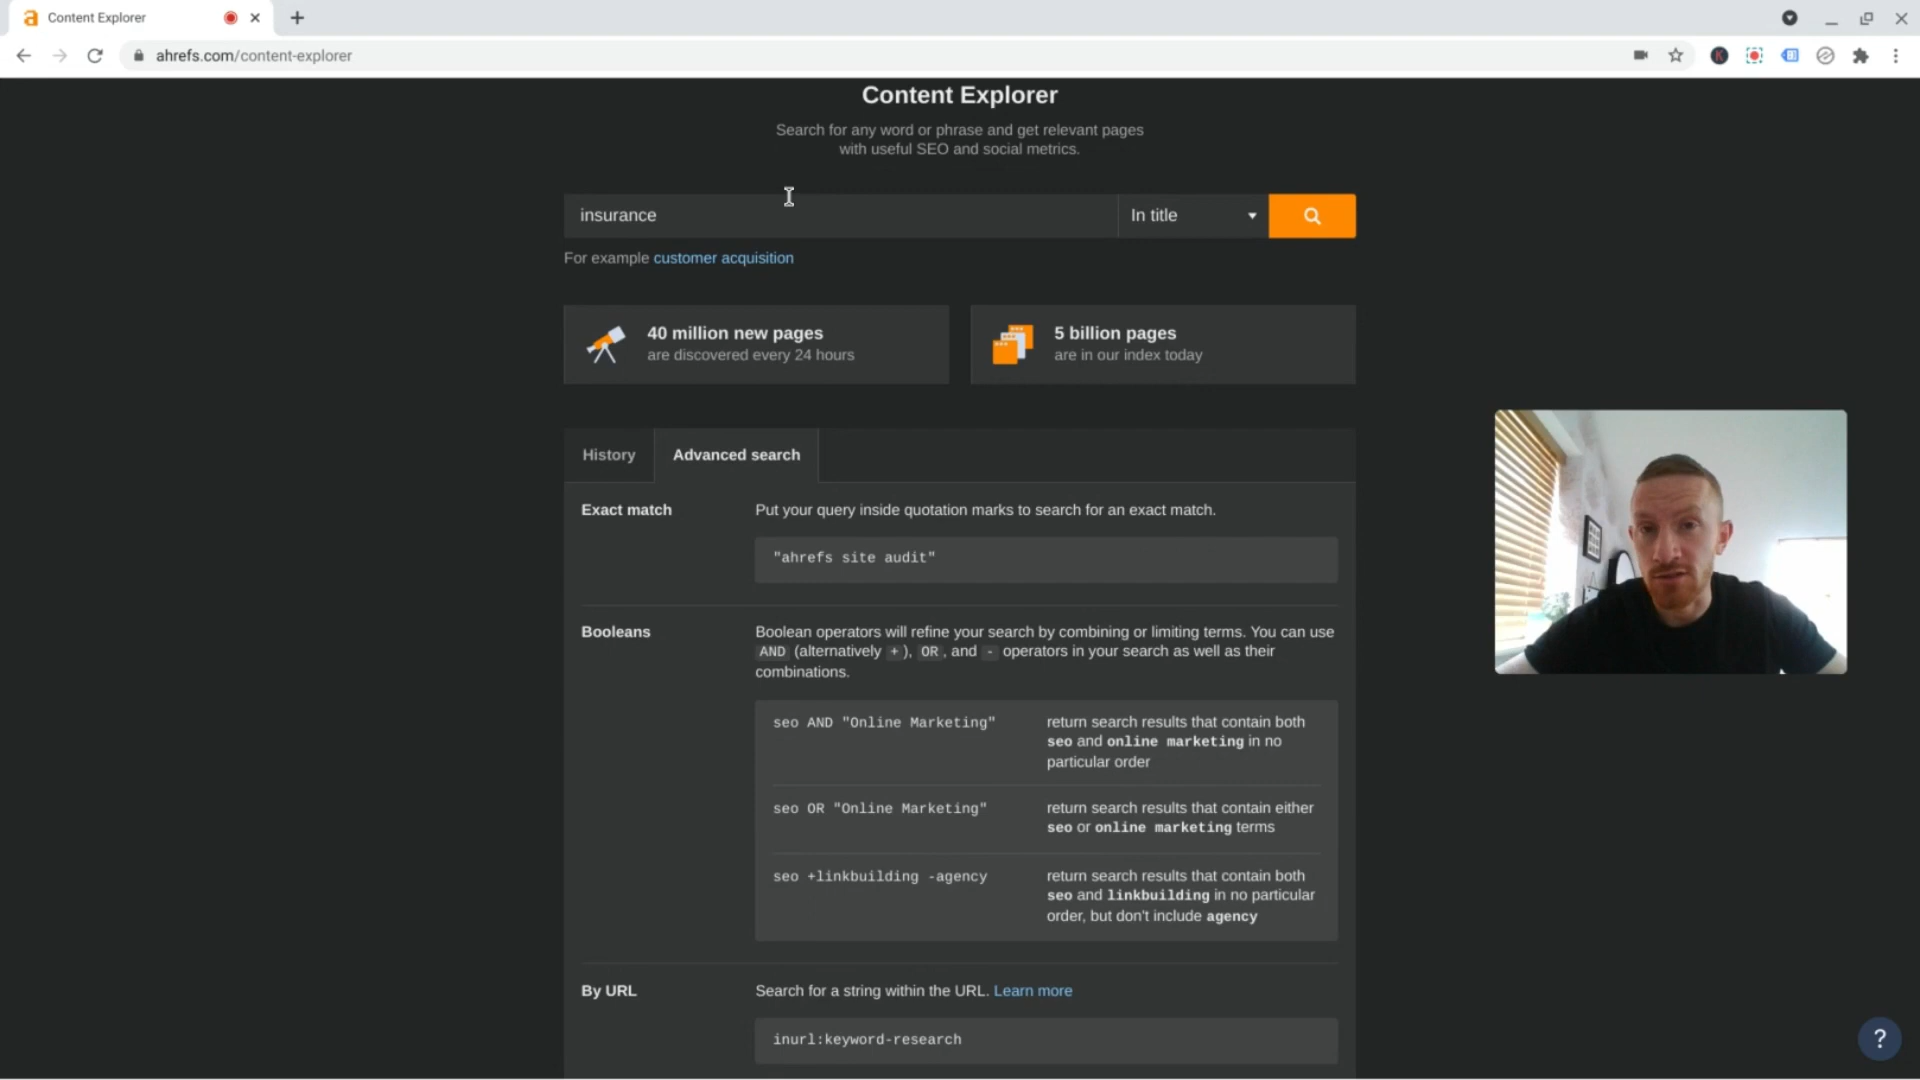 Content Explorer
ahrefs.com/content-explorer
Content Explorer
Search for any word or phrase and get relevant pages
with useful SEO and social metrics.
insurance
In title
For example customer acquisition
40 million new pages
are discovered every 24 hours
5 billion pages
are in our index today
History
Advanced search
Exact match
Put your query inside quotation marks to search for an exact match.
"ahrefs site audit"
Booleans
Boolean operators will refine your search by combining or limiting terms. You can use
AND (alternatively +), OR, and - operators in your search as well as their
combinations.
seo AND "Online Marketing"
return search results that contain both
seo and online marketing in no
particular order
seo OR "Online Marketing"
return search results that contain either
seo or online marketing terms
seo +linkbuilding -agency
return search results that contain both
seo and linkbuilding in no particular
order, but don't include agency
By URL
Search for a string within the URL. Learn more
inurl:keyword-research
?